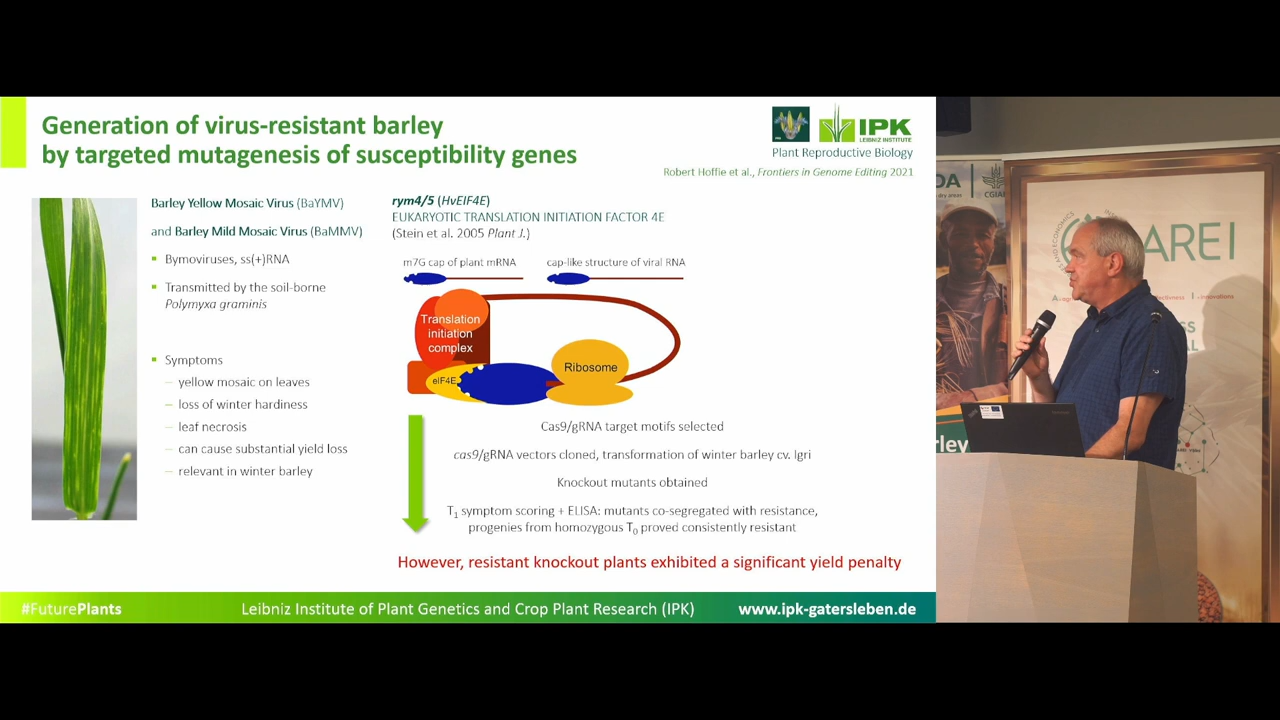 Generation of virus-resistant barley
by targeted mutagenesis of susceptibility genes
IPK
LEIBNIZ INSTITUTE
Plant Reproductive Biology
Robert Hoffie et al., Frontiers in Genome Editing 2021
Barley Yellow Mosaic Virus (BaYMV)
and Barley Mild Mosaic Virus (BaMMV)
Bymoviruses, ss(+)RNA
Transmitted by the soil-borne
Polymyxa graminis
Symptoms
– yellow mosaic on leaves
– loss of winter hardiness
– leaf necrosis
– can cause substantial yield loss
– relevant in winter barley
rym4/5 (HvEIF4E)
EUKARYOTIC TRANSLATION INITIATION FACTOR 4E
(Stein et al. 2005 Plant J.)
m7G cap of plant mRNA
cap-like structure of viral RNA
Translation
initiation
complex
eIF4E
Ribosome
Cas9/gRNA target motifs selected
cas9/gRNA vectors cloned, transformation of winter barley cv. Igri
Knockout mutants obtained
T1 symptom scoring + ELISA: mutants co-segregated with resistance,
progenies from homozygous T0 proved consistently resistant
However, resistant knockout plants exhibited a significant yield penalty
#FuturePlants
Leibniz Institute of Plant Genetics and Crop Plant Research (IPK)
www.ipk-gatersleben.de
DA
CGIAR
AREI
rley